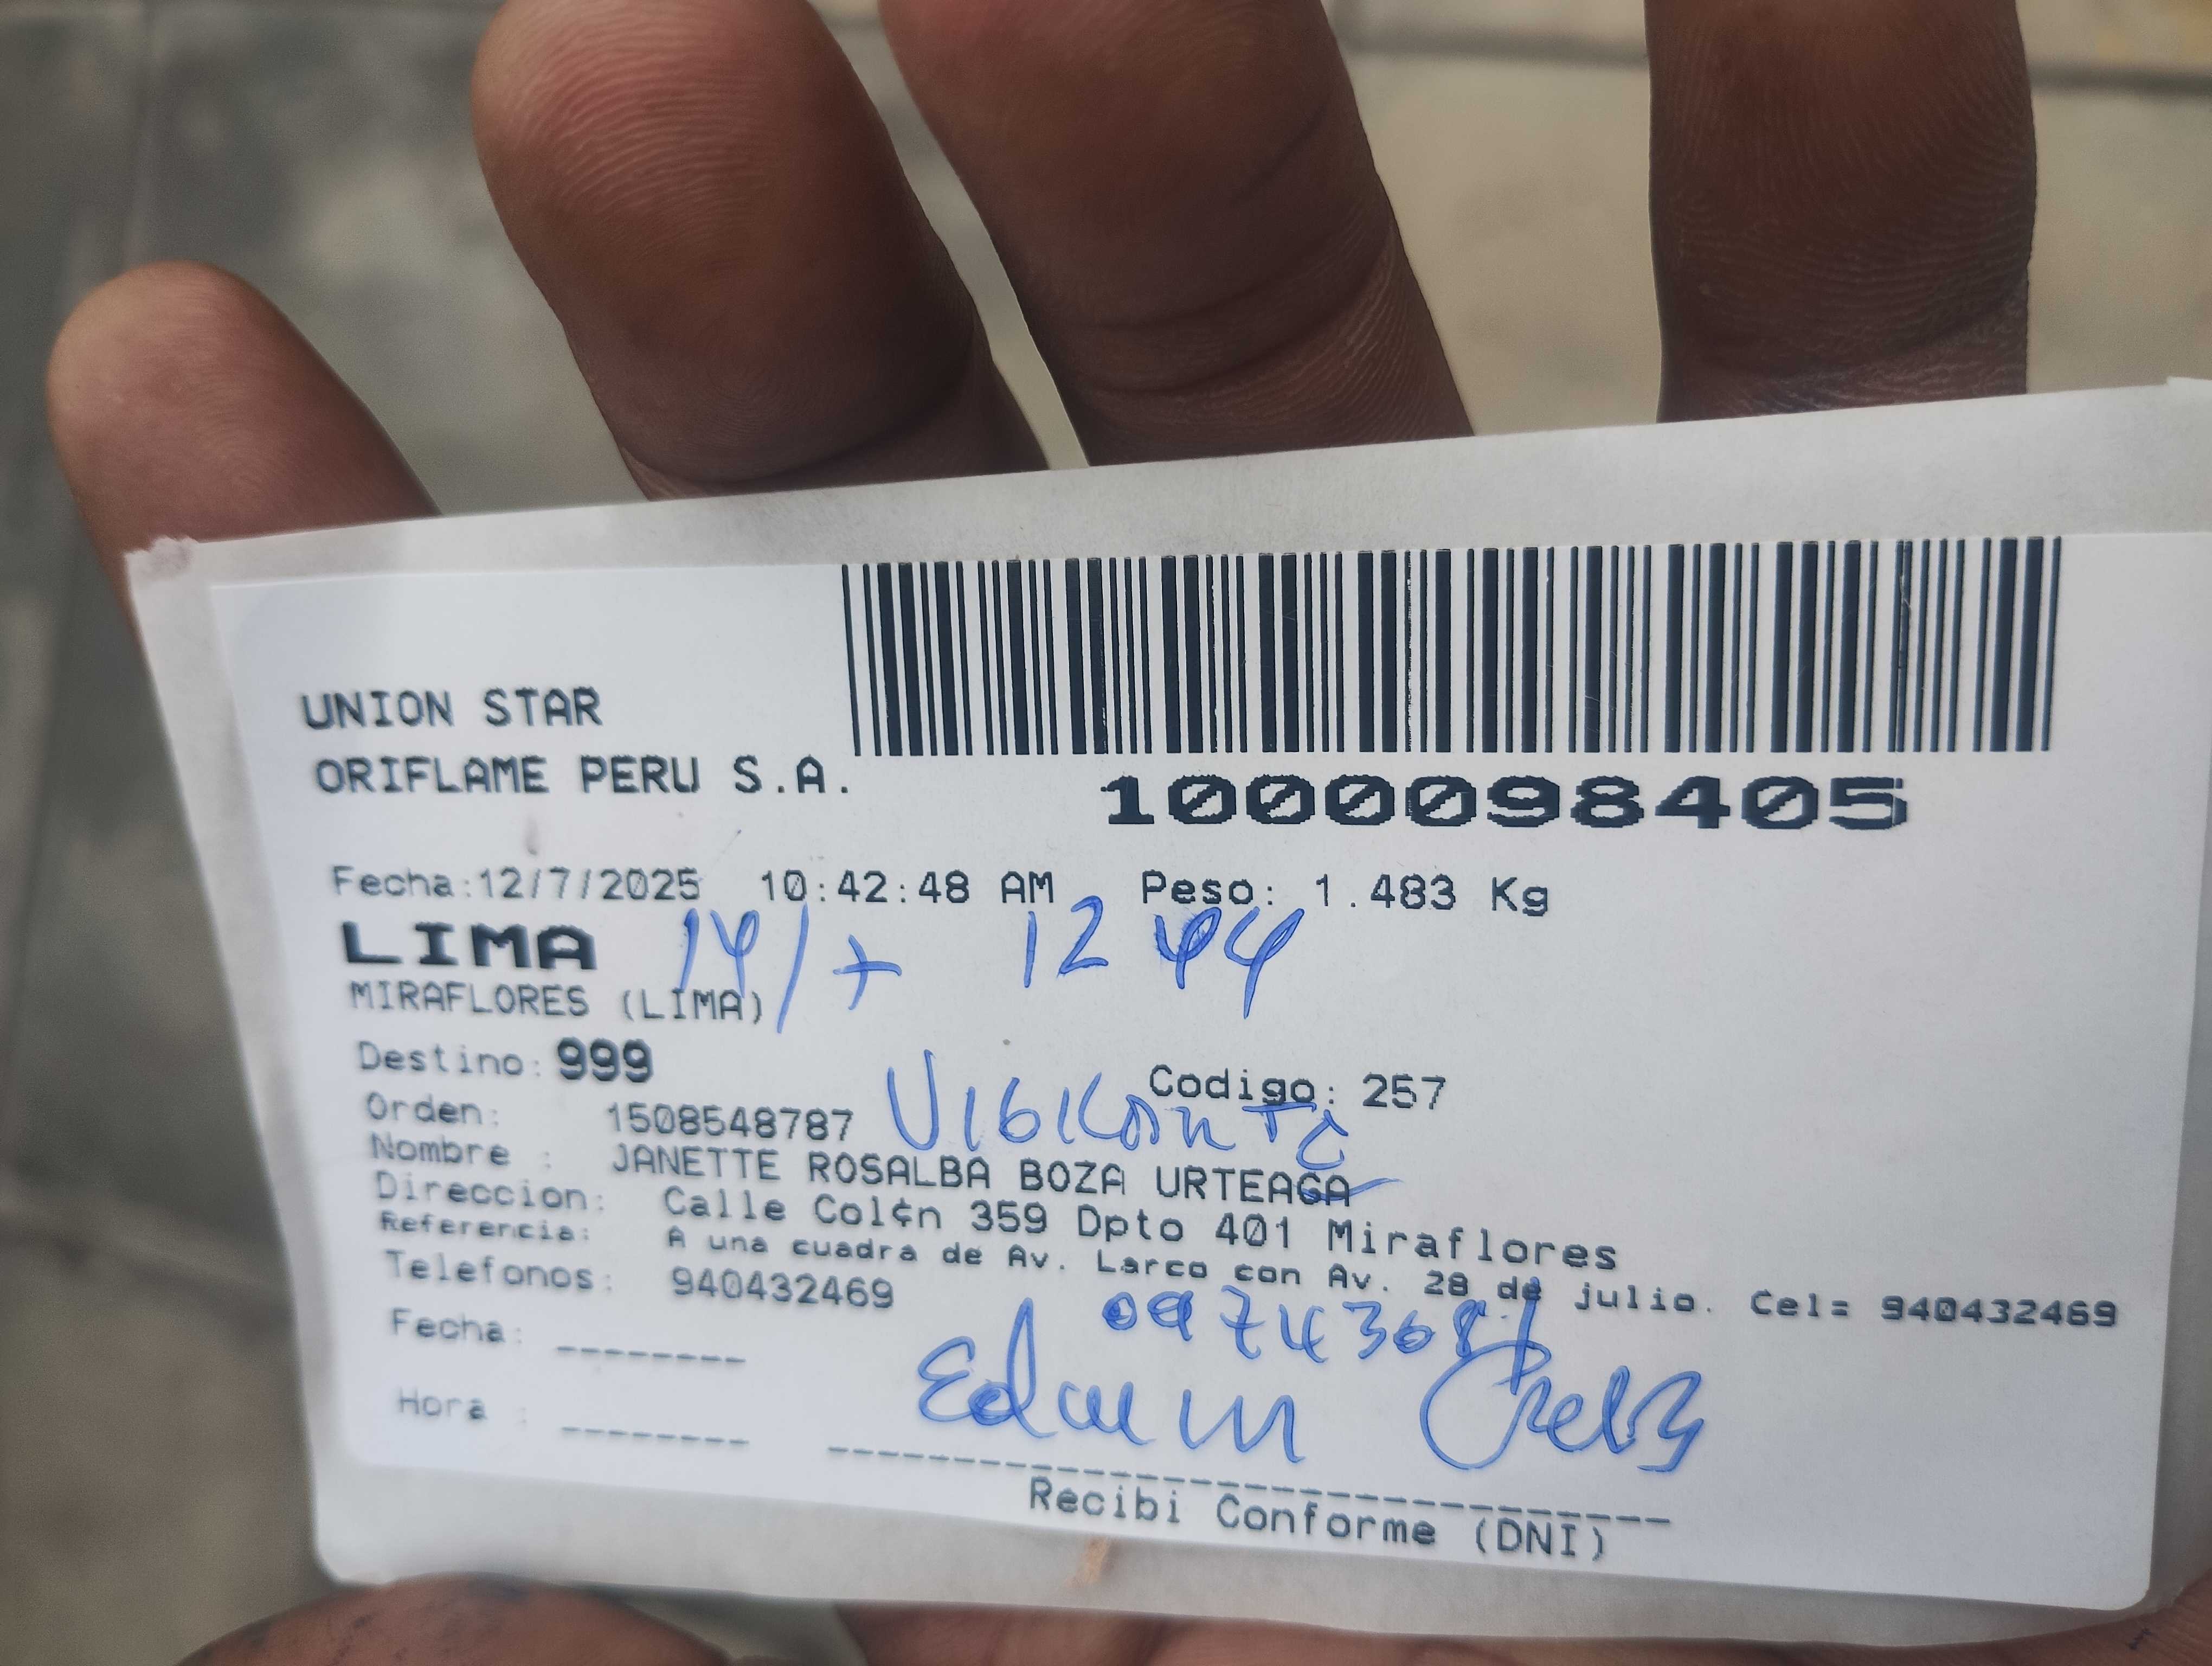 UNION STAR
ORIFLAME PERU S.A.
1000098405
Fecha:12/7/2025 10:42:48 AM Peso: 1.483 Kg
LIMA 14/7 1244
MIRAFLORES (LIMA)
Destino: 999
Codigo: 257
Orden: 1508548787 VIGILANTE
Nombre : JANETTE ROSALBA BOZA URTEAGA
Direccion: Calle Col¢n 359 Dpto 401 Miraflores
Referencia: A una cuadra de Av. Larco con Av. 28 de julio. Cel= 940432469
Telefonos: 940432469
Fecha: --------
Edwin
Hora : --------
Recibi Conforme (DNI)